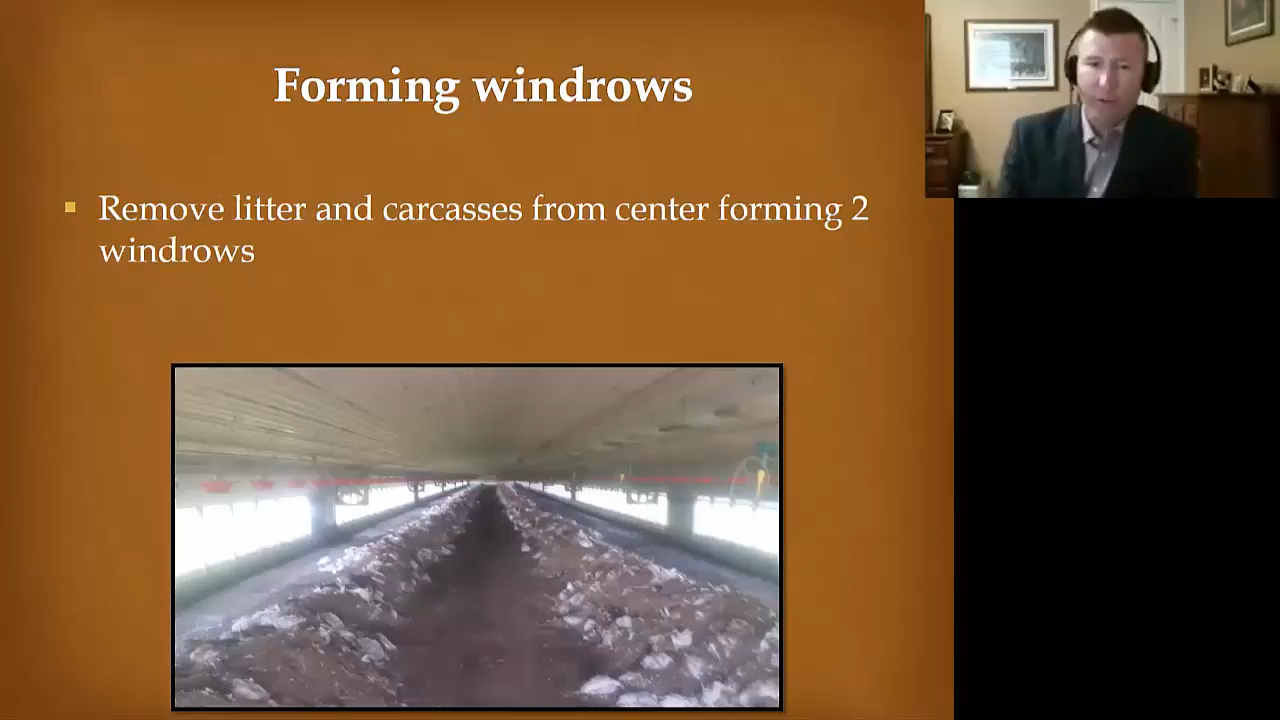 Forming windrows
Remove litter and carcasses from center forming 2
windrows